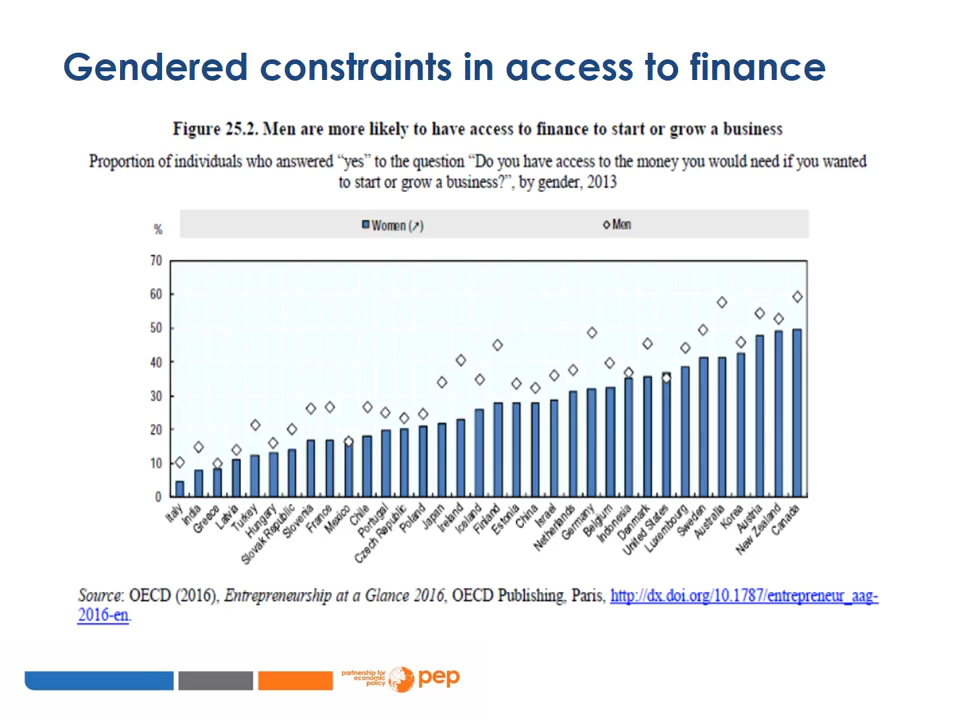 Gendered constraints in access to finance
Figure 25.2. Men are more likely to have access to finance to start or grow a business
Proportion of individuals who answered “yes” to the question “Do you have access to the money you would need if you wanted
to start or grow a business?”, by gender, 2013
% Women (↗) Men
70
60
50
40
30
20
10
0
Italy India Greece Latvia Turkey Hungary Slovak Republic Slovenia France Mexico Chile Portugal Czech Republic Poland Japan Ireland Iceland Finland Estonia China Israel Netherlands Germany Belgium Indonesia Denmark United States Luxembourg Sweden Australia Korea Austria New Zealand Canada
Source: OECD (2016), Entrepreneurship at a Glance 2016, OECD Publishing, Paris, http://dx.doi.org/10.1787/entrepreneur_aag-
2016-en.
partnership for
economic
policy
pep